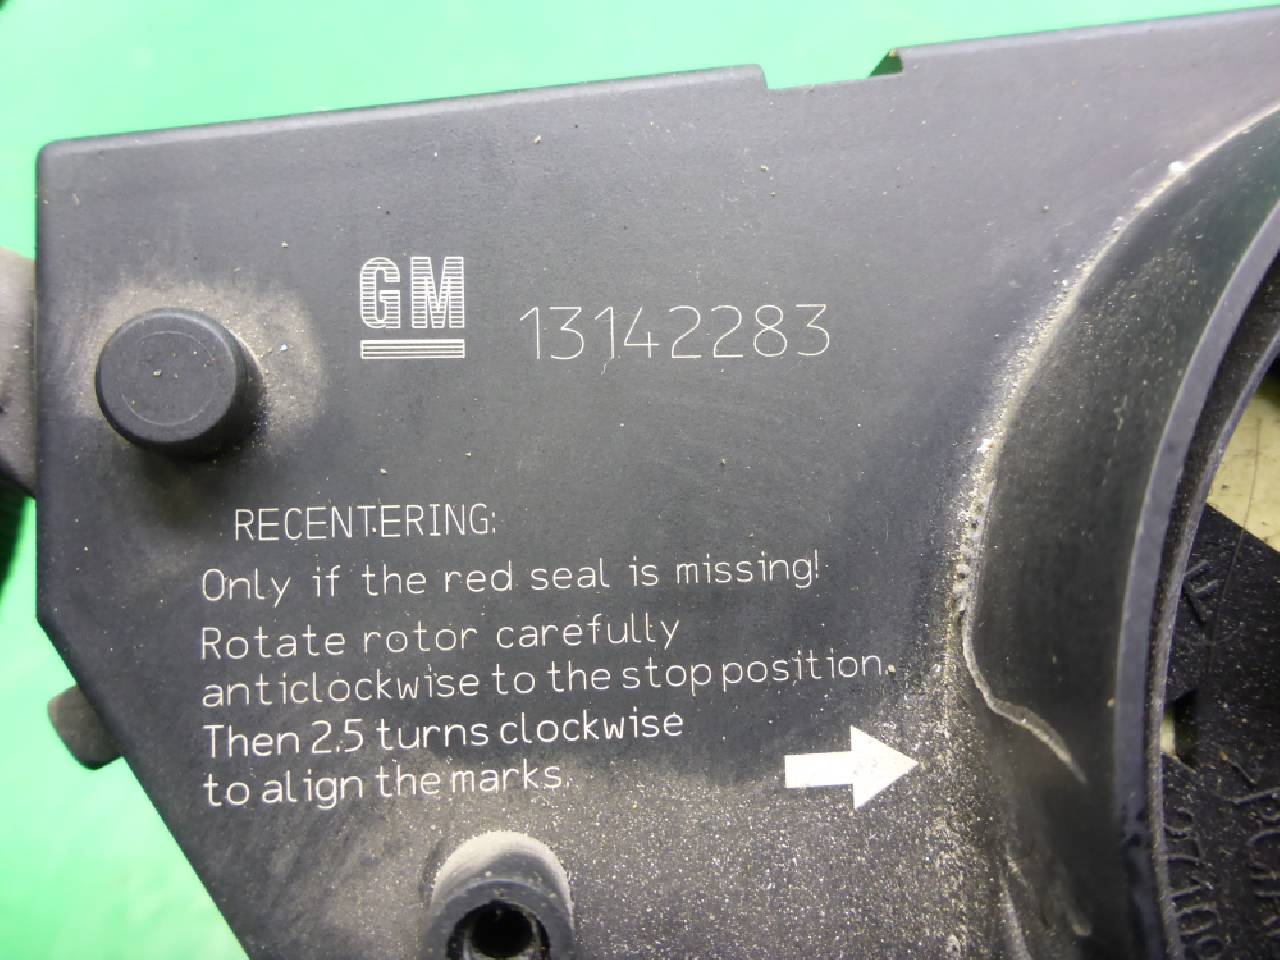 GM 13142283
RECENTERING:
Only if the red seal is missing!
Rotate rotor carefully
anticlockwise to the stop position.
Then 2.5 turns clockwise
to align the marks.